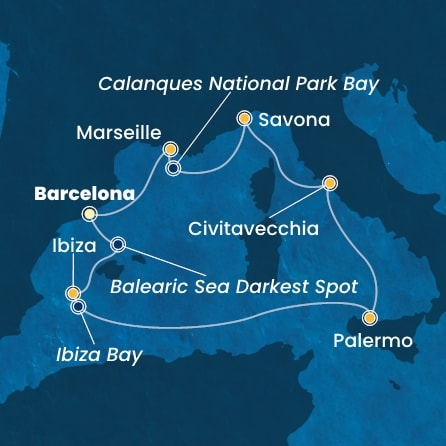 Calanques National Park Bay
Savona
Marseille
Barcelona
Civitavecchia
Ibiza
Balearic Sea Darkest Spot
Palermo
Ibiza Bay